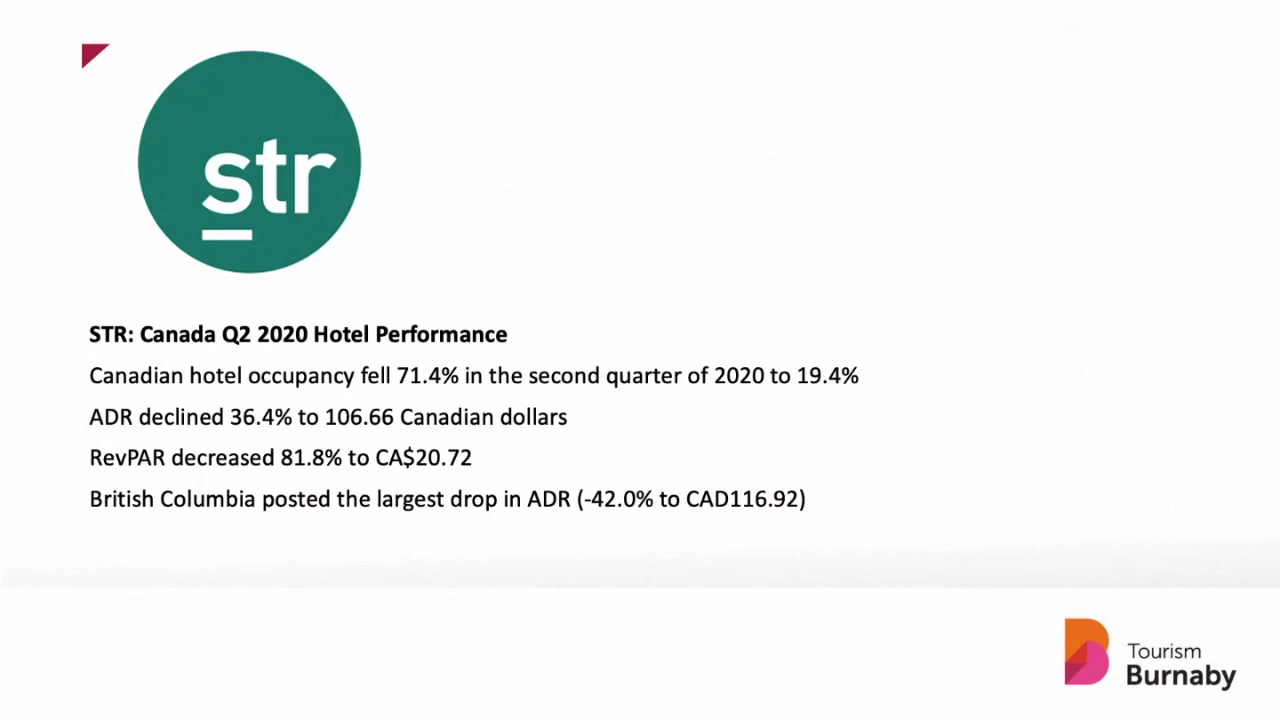 str
STR: Canada Q2 2020 Hotel Performance
Canadian hotel occupancy fell 71.4% in the second quarter of 2020 to 19.4%
ADR declined 36.4% to 106.66 Canadian dollars
RevPAR decreased 81.8% to CA$20.72
British Columbia posted the largest drop in ADR (-42.0% to CAD116.92)
Tourism
Burnaby